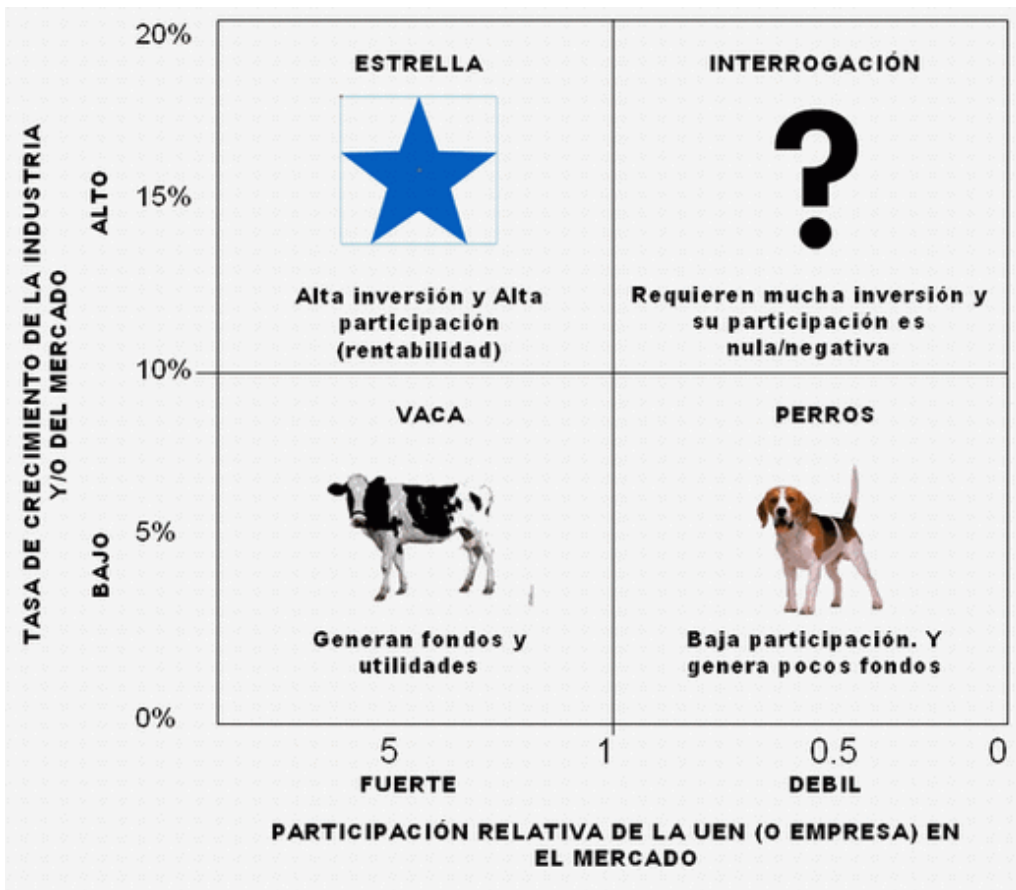 20%
ESTRELLA
INTERROGACIÓN
15%
ALTO
Alta inversión y Alta
participación
(rentabilidad)
Requieren mucha inversión y
su participación es
nula/negativa
TASA DE CRECIMIENTO DE LA INDUSTRIA
Y/O DEL MERCADO
10%
VACA
PERROS
5%
BAJO
Generan fondos y
utilidades
Baja participación. Y
genera pocos fondos
0%
5
1
0.5
0
FUERTE
DEBIL
PARTICIPACIÓN RELATIVA DE LA UEN (O EMPRESA) EN
EL MERCADO